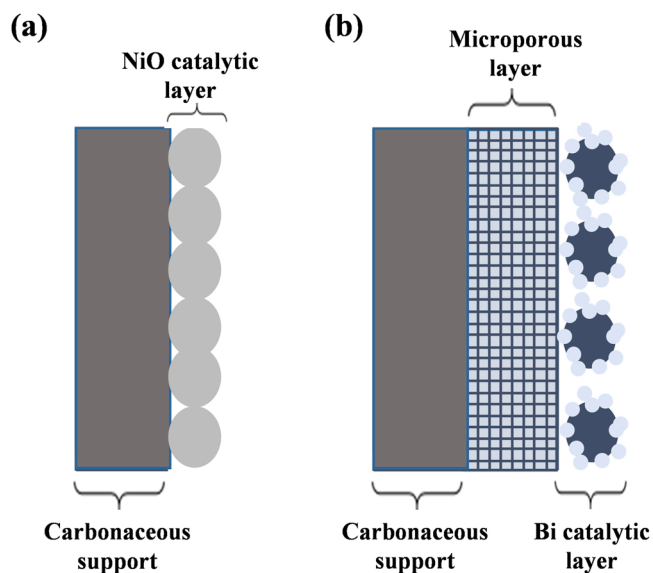 (a)
NiO catalytic
layer
Carbonaceous
support
(b)
Microporous
layer
Carbonaceous
support
Bi catalytic
layer